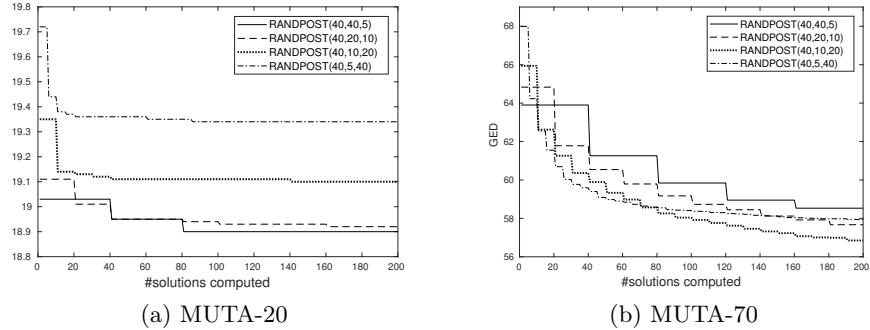 19.8
19.7
19.6
19.5
19.4
19.3
19.2
19.1
19
18.9
18.8
0 20 40 60 80 100 120 140 160 180 200
#solutions computed
RANDPOST(40,40,5)
RANDPOST(40,20,10)
RANDPOST(40,10,20)
RANDPOST(40,5,40)
(a) MUTA-20
GED
68
66
64
62
60
58
56
0 20 40 60 80 100 120 140 160 180 200
#solutions computed
RANDPOST(40,40,5)
RANDPOST(40,20,10)
RANDPOST(40,10,20)
RANDPOST(40,5,40)
(b) MUTA-70